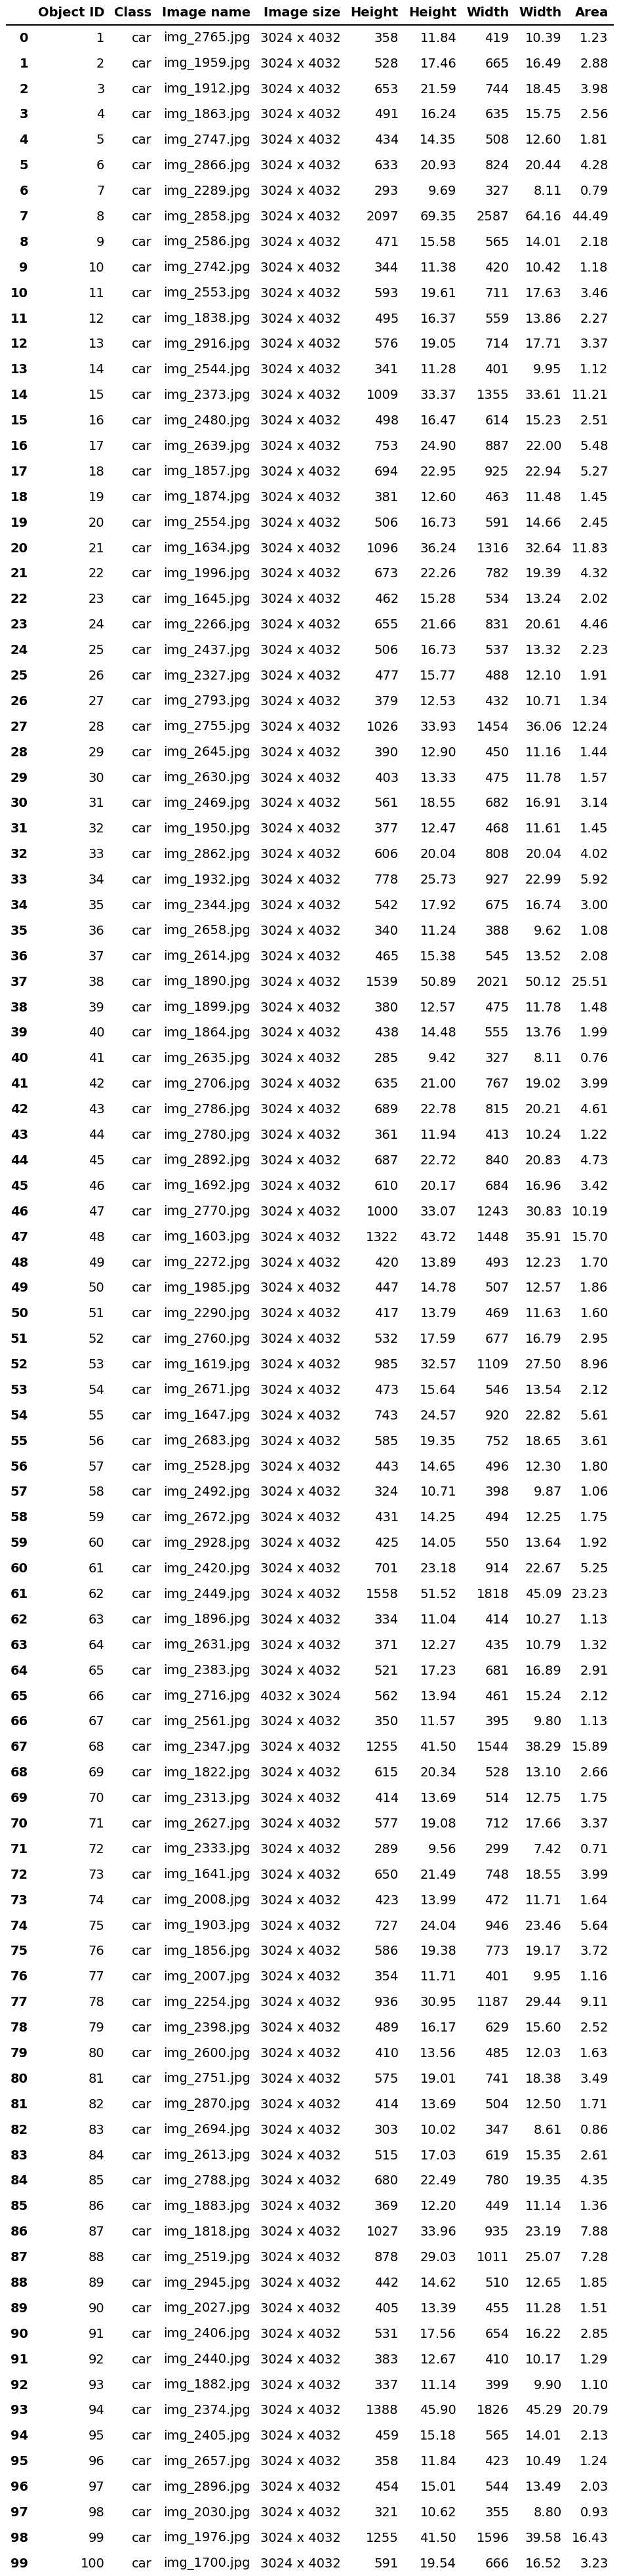 Object ID Class Image name Image size Height Height Width Width Area
0 1 car img_2765.jpg 3024 x 4032 358 11.84 419 10.39 1.23
1 2 car img_1959.jpg 3024 x 4032 528 17.46 665 16.49 2.88
2 3 car img_1912.jpg 3024 x 4032 653 21.59 744 18.45 3.98
3 4 car img_1863.jpg 3024 x 4032 491 16.24 635 15.75 2.56
4 5 car img_2747.jpg 3024 x 4032 434 14.35 508 12.60 1.81
5 6 car img_2866.jpg 3024 x 4032 633 20.93 824 20.44 4.28
6 7 car img_2289.jpg 3024 x 4032 293 9.69 327 8.11 0.79
7 8 car img_2858.jpg 3024 x 4032 2097 69.35 2587 64.16 44.49
8 9 car img_2586.jpg 3024 x 4032 471 15.58 565 14.01 2.18
9 10 car img_2742.jpg 3024 x 4032 344 11.38 420 10.42 1.18
10 11 car img_2553.jpg 3024 x 4032 593 19.61 711 17.63 3.46
11 12 car img_1838.jpg 3024 x 4032 495 16.37 559 13.86 2.27
12 13 car img_2916.jpg 3024 x 4032 576 19.05 714 17.71 3.37
13 14 car img_2544.jpg 3024 x 4032 341 11.28 401 9.95 1.12
14 15 car img_2373.jpg 3024 x 4032 1009 33.37 1355 33.61 11.21
15 16 car img_2480.jpg 3024 x 4032 498 16.47 614 15.23 2.51
16 17 car img_2639.jpg 3024 x 4032 753 24.90 887 22.00 5.48
17 18 car img_1857.jpg 3024 x 4032 694 22.95 925 22.94 5.27
18 19 car img_1874.jpg 3024 x 4032 381 12.60 463 11.48 1.45
19 20 car img_2554.jpg 3024 x 4032 506 16.73 591 14.66 2.45
20 21 car img_1634.jpg 3024 x 4032 1096 36.24 1316 32.64 11.83
21 22 car img_1996.jpg 3024 x 4032 673 22.26 782 19.39 4.32
22 23 car img_1645.jpg 3024 x 4032 462 15.28 534 13.24 2.02
23 24 car img_2266.jpg 3024 x 4032 655 21.66 831 20.61 4.46
24 25 car img_2437.jpg 3024 x 4032 506 16.73 537 13.32 2.23
25 26 car img_2327.jpg 3024 x 4032 477 15.77 488 12.10 1.91
26 27 car img_2793.jpg 3024 x 4032 379 12.53 432 10.71 1.34
27 28 car img_2755.jpg 3024 x 4032 1026 33.93 1454 36.06 12.24
28 29 car img_2645.jpg 3024 x 4032 390 12.90 450 11.16 1.44
29 30 car img_2630.jpg 3024 x 4032 403 13.33 475 11.78 1.57
30 31 car img_2469.jpg 3024 x 4032 561 18.55 682 16.91 3.14
31 32 car img_1950.jpg 3024 x 4032 377 12.47 468 11.61 1.45
32 33 car img_2862.jpg 3024 x 4032 606 20.04 808 20.04 4.02
33 34 car img_1932.jpg 3024 x 4032 778 25.73 927 22.99 5.92
34 35 car img_2344.jpg 3024 x 4032 542 17.92 675 16.74 3.00
35 36 car img_2658.jpg 3024 x 4032 340 11.24 388 9.62 1.08
36 37 car img_2614.jpg 3024 x 4032 465 15.38 545 13.52 2.08
37 38 car img_1890.jpg 3024 x 4032 1539 50.89 2021 50.12 25.51
38 39 car img_1899.jpg 3024 x 4032 380 12.57 475 11.78 1.48
39 40 car img_1864.jpg 3024 x 4032 438 14.48 555 13.76 1.99
40 41 car img_2635.jpg 3024 x 4032 285 9.42 327 8.11 0.76
41 42 car img_2706.jpg 3024 x 4032 635 21.00 767 19.02 3.99
42 43 car img_2786.jpg 3024 x 4032 689 22.78 815 20.21 4.61
43 44 car img_2780.jpg 3024 x 4032 361 11.94 413 10.24 1.22
44 45 car img_2892.jpg 3024 x 4032 687 22.72 840 20.83 4.73
45 46 car img_1692.jpg 3024 x 4032 610 20.17 684 16.96 3.42
46 47 car img_2770.jpg 3024 x 4032 1000 33.07 1243 30.83 10.19
47 48 car img_1603.jpg 3024 x 4032 1322 43.72 1448 35.91 15.70
48 49 car img_2272.jpg 3024 x 4032 420 13.89 493 12.23 1.70
49 50 car img_1985.jpg 3024 x 4032 447 14.78 507 12.57 1.86
50 51 car img_2290.jpg 3024 x 4032 417 13.79 469 11.63 1.60
51 52 car img_2760.jpg 3024 x 4032 532 17.59 677 16.79 2.95
52 53 car img_1619.jpg 3024 x 4032 985 32.57 1109 27.50 8.96
53 54 car img_2671.jpg 3024 x 4032 473 15.64 546 13.54 2.12
54 55 car img_1647.jpg 3024 x 4032 743 24.57 920 22.82 5.61
55 56 car img_2683.jpg 3024 x 4032 585 19.35 752 18.65 3.61
56 57 car img_2528.jpg 3024 x 4032 443 14.65 496 12.30 1.80
57 58 car img_2492.jpg 3024 x 4032 324 10.71 398 9.87 1.06
58 59 car img_2672.jpg 3024 x 4032 431 14.25 494 12.25 1.75
59 60 car img_2928.jpg 3024 x 4032 425 14.05 550 13.64 1.92
60 61 car img_2420.jpg 3024 x 4032 701 23.18 914 22.67 5.25
61 62 car img_2449.jpg 3024 x 4032 1558 51.52 1818 45.09 23.23
62 63 car img_1896.jpg 3024 x 4032 334 11.04 414 10.27 1.13
63 64 car img_2631.jpg 3024 x 4032 371 12.27 435 10.79 1.32
64 65 car img_2383.jpg 3024 x 4032 521 17.23 681 16.89 2.91
65 66 car img_2716.jpg 4032 x 3024 562 13.94 461 15.24 2.12
66 67 car img_2561.jpg 3024 x 4032 350 11.57 395 9.80 1.13
67 68 car img_2347.jpg 3024 x 4032 1255 41.50 1544 38.29 15.89
68 69 car img_1822.jpg 3024 x 4032 615 20.34 528 13.10 2.66
69 70 car img_2313.jpg 3024 x 4032 414 13.69 514 12.75 1.75
70 71 car img_2627.jpg 3024 x 4032 577 19.08 712 17.66 3.37
71 72 car img_2333.jpg 3024 x 4032 289 9.56 299 7.42 0.71
72 73 car img_1641.jpg 3024 x 4032 650 21.49 748 18.55 3.99
73 74 car img_2008.jpg 3024 x 4032 423 13.99 472 11.71 1.64
74 75 car img_1903.jpg 3024 x 4032 727 24.04 946 23.46 5.64
75 76 car img_1856.jpg 3024 x 4032 586 19.38 773 19.17 3.72
76 77 car img_2007.jpg 3024 x 4032 354 11.71 401 9.95 1.16
77 78 car img_2254.jpg 3024 x 4032 936 30.95 1187 29.44 9.11
78 79 car img_2398.jpg 3024 x 4032 489 16.17 629 15.60 2.52
79 80 car img_2600.jpg 3024 x 4032 410 13.56 485 12.03 1.63
80 81 car img_2751.jpg 3024 x 4032 575 19.01 741 18.38 3.49
81 82 car img_2870.jpg 3024 x 4032 414 13.69 504 12.50 1.71
82 83 car img_2694.jpg 3024 x 4032 303 10.02 347 8.61 0.86
83 84 car img_2613.jpg 3024 x 4032 515 17.03 619 15.35 2.61
84 85 car img_2788.jpg 3024 x 4032 680 22.49 780 19.35 4.35
85 86 car img_1883.jpg 3024 x 4032 369 12.20 449 11.14 1.36
86 87 car img_1818.jpg 3024 x 4032 1027 33.96 935 23.19 7.88
87 88 car img_2519.jpg 3024 x 4032 878 29.03 1011 25.07 7.28
88 89 car img_2945.jpg 3024 x 4032 442 14.62 510 12.65 1.85
89 90 car img_2027.jpg 3024 x 4032 405 13.39 455 11.28 1.51
90 91 car img_2406.jpg 3024 x 4032 531 17.56 654 16.22 2.85
91 92 car img_2440.jpg 3024 x 4032 383 12.67 410 10.17 1.29
92 93 car img_1882.jpg 3024 x 4032 337 11.14 399 9.90 1.10
93 94 car img_2374.jpg 3024 x 4032 1388 45.90 1826 45.29 20.79
94 95 car img_2405.jpg 3024 x 4032 459 15.18 565 14.01 2.13
95 96 car img_2657.jpg 3024 x 4032 358 11.84 423 10.49 1.24
96 97 car img_2896.jpg 3024 x 4032 454 15.01 544 13.49 2.03
97 98 car img_2030.jpg 3024 x 4032 321 10.62 355 8.80 0.93
98 99 car img_1976.jpg 3024 x 4032 1255 41.50 1596 39.58 16.43
99 100 car img_1700.jpg 3024 x 4032 591 19.54 666 16.52 3.23